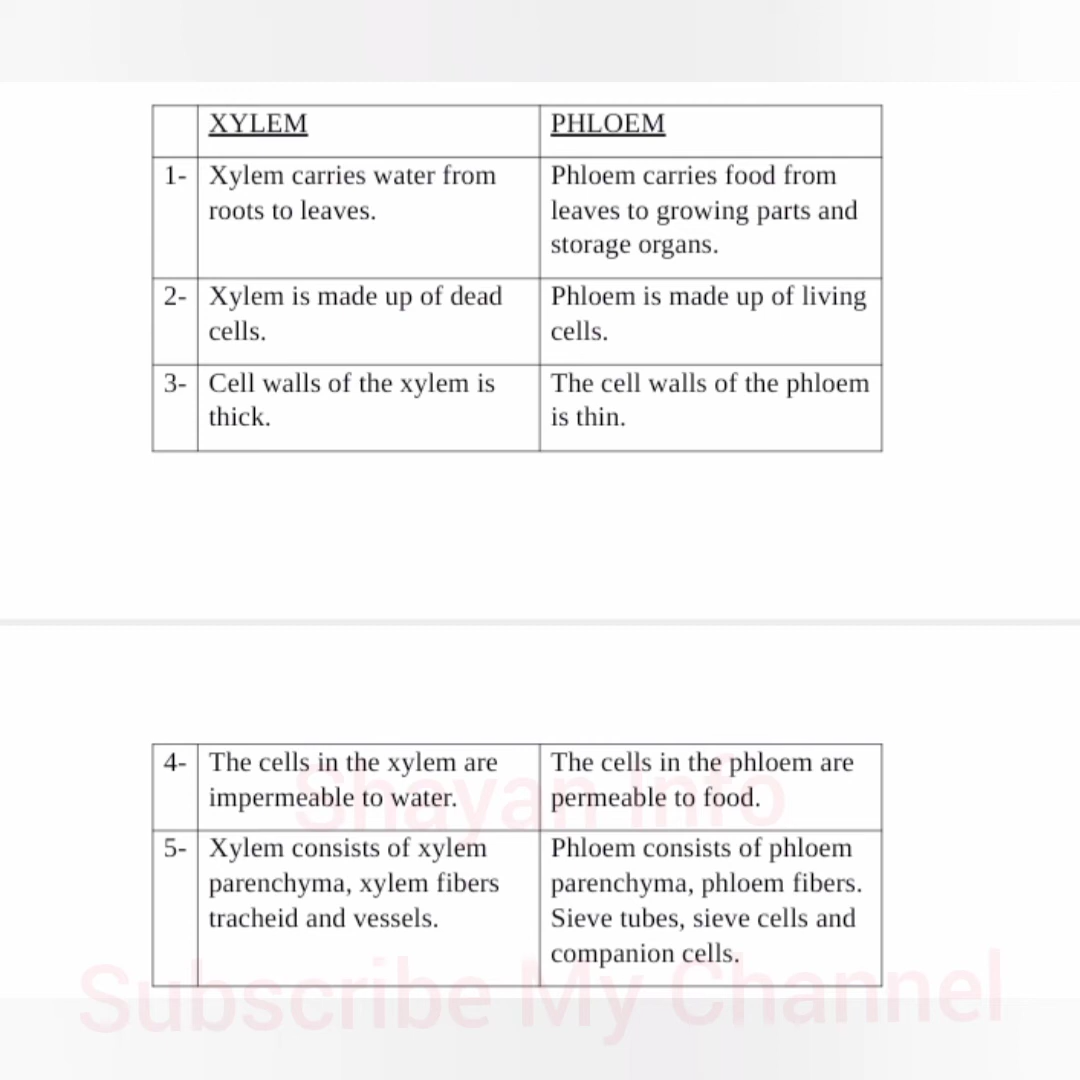 XYLEM PHLOEM
1- Xylem carries water from Phloem carries food from
roots to leaves. leaves to growing parts and
storage organs.
2- Xylem is made up of dead Phloem is made up of living
cells. cells.
3- Cell walls of the xylem is The cell walls of the phloem
thick. is thin.
4- The cells in the xylem are The cells in the phloem are
impermeable to water. permeable to food.
Shayan Info
5- Xylem consists of xylem Phloem consists of phloem
parenchyma, xylem fibers parenchyma, phloem fibers.
tracheid and vessels. Sieve tubes, sieve cells and
companion cells.
Subscribe My Channel